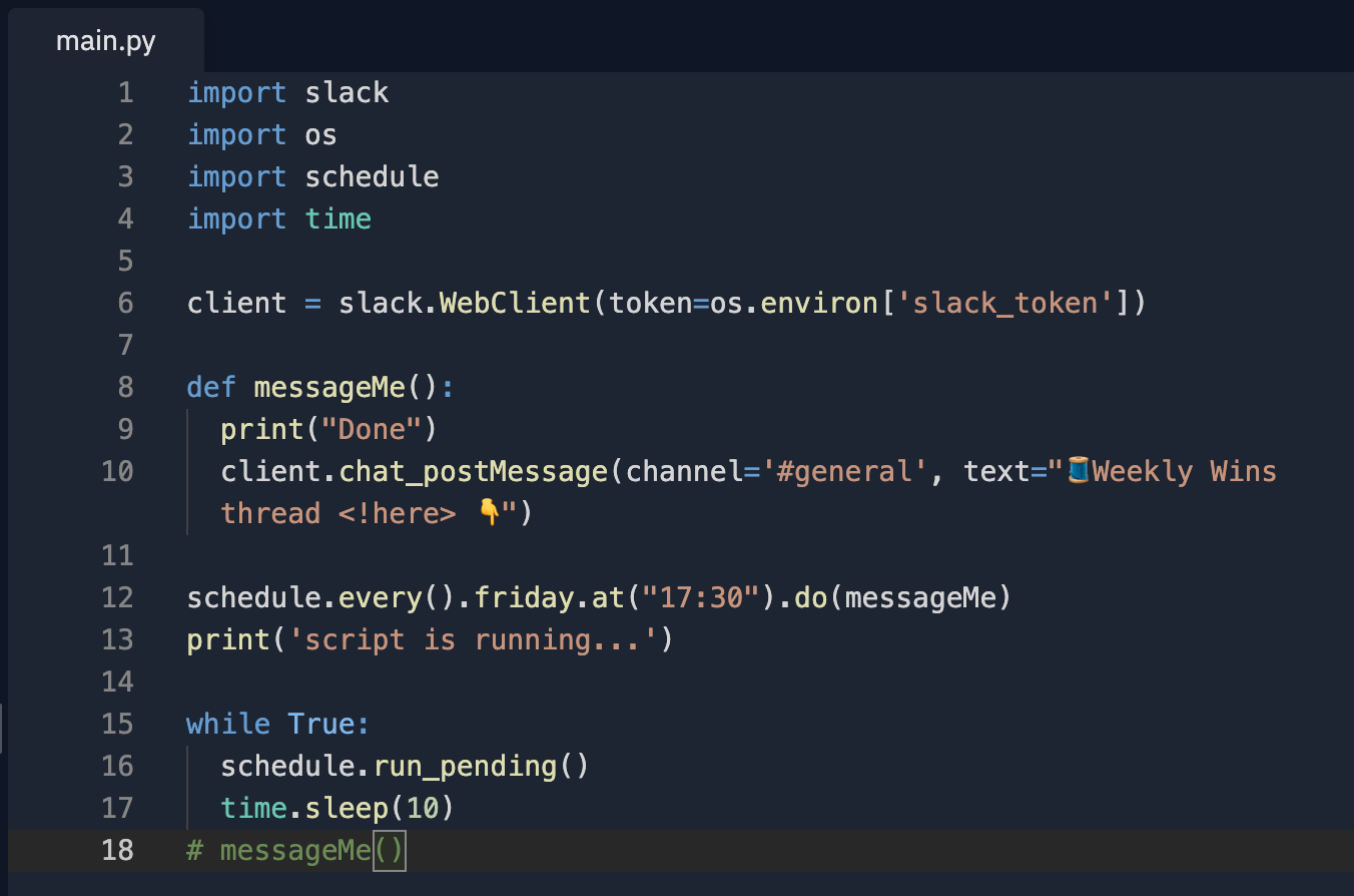 main.py
1 import slack
2 import os
3 import schedule
4 import time
5
6 client = slack.WebClient(token=os.environ['slack_token'])
7
8 def messageMe():
9   print("Done")
10   client.chat_postMessage(channel='#general', text="🧵Weekly Wins
thread <!here> 👇")
11
12 schedule.every().friday.at("17:30").do(messageMe)
13 print('script is running...')
14
15 while True:
16   schedule.run_pending()
17   time.sleep(10)
18 # messageMe()